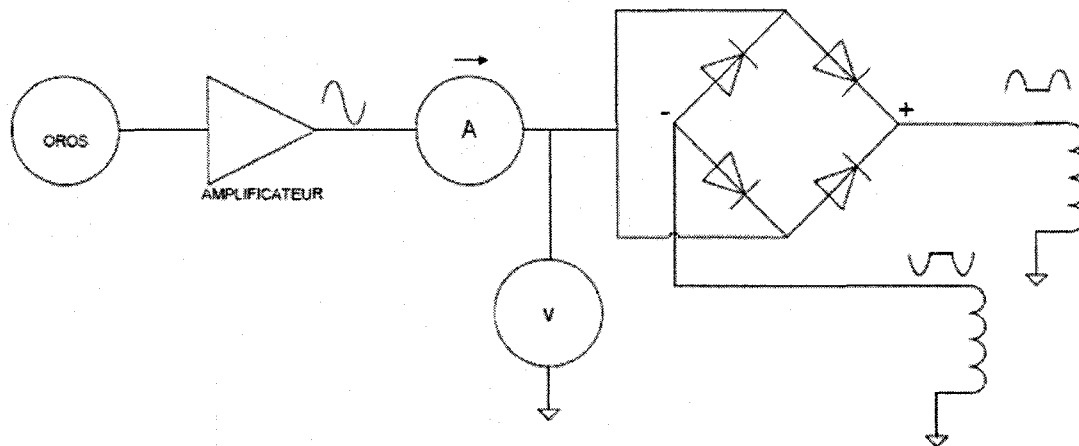 OROS
AMPLIFICATEUR
A
V
-
+